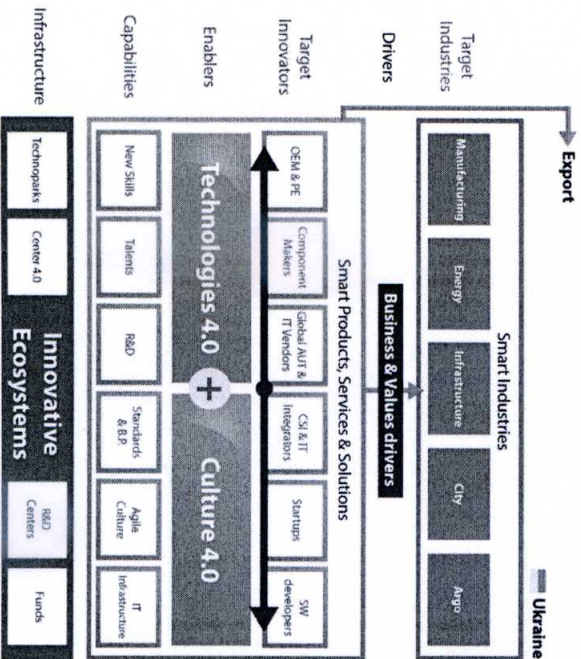 Export
Ukraine
Target
Industries
Smart Industries
Manufacturing
Energy
Infrastructure
City
Argo
Drivers
Business & Values drivers
Smart Products, Services & Solutions
Target
Innovators
OEM & PE
Component
Makers
Global AUT &
IT Vendors
CSI & IT
Integrators
Startups
SW
developers
Enablers
Technologies 4.0
+
Culture 4.0
Capabilities
New Skills
Talents
R&D
Standards
& B.P.
Agile
Culture
IT
Infrastructure
Infrastructure
Technoparks
Center 4.0
Innovative
Ecosystems
R&D
Centers
Funds